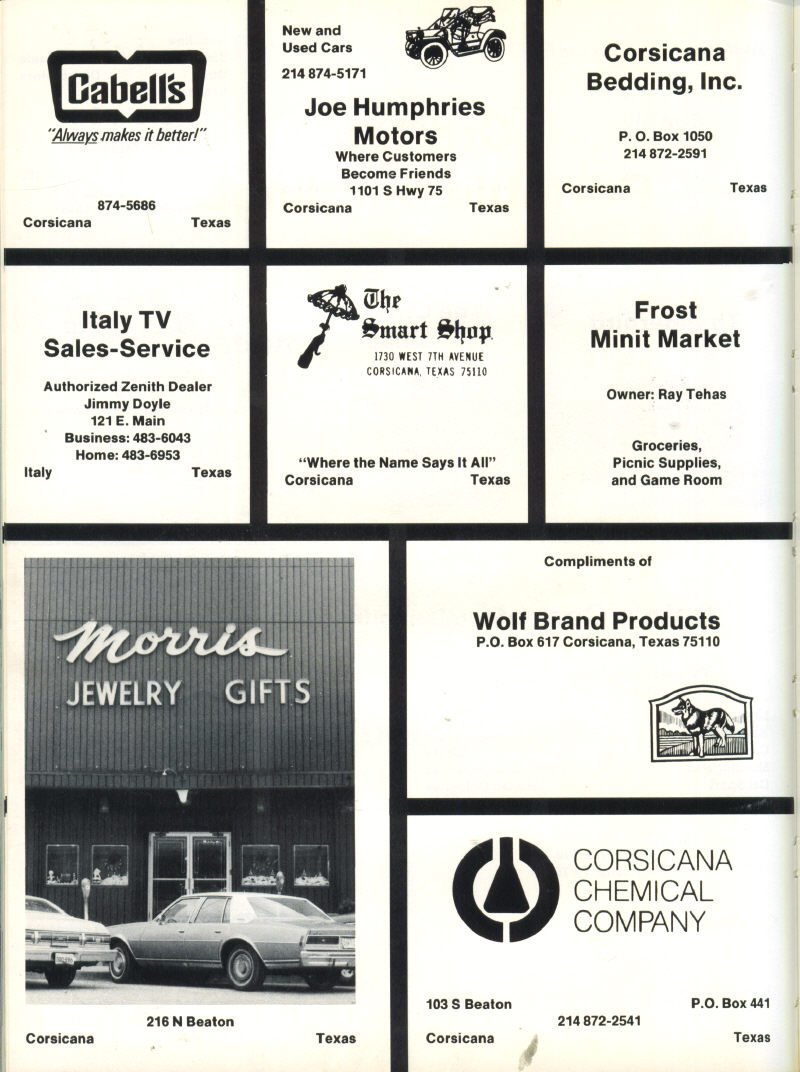 Cabell's
"Always makes it better!"
874-5686
Corsicana Texas
New and
Used Cars
214 874-5171
Joe Humphries
Motors
Where Customers
Become Friends
1101 S Hwy 75
Corsicana Texas
Corsicana
Bedding, Inc.
P. O. Box 1050
214 872-2591
Corsicana Texas
Italy TV
Sales-Service
Authorized Zenith Dealer
Jimmy Doyle
121 E. Main
Business: 483-6043
Home: 483-6953
Italy Texas
The
Smart Shop
1730 WEST 7TH AVENUE
CORSICANA, TEXAS 75110
"Where the Name Says It All"
Corsicana Texas
Frost
Minit Market
Owner: Ray Tehas
Groceries,
Picnic Supplies,
and Game Room
Morris
JEWELRY GIFTS
216 N Beaton
Corsicana Texas
Compliments of
Wolf Brand Products
P.O. Box 617 Corsicana, Texas 75110
CORSICANA
CHEMICAL
COMPANY
103 S Beaton P.O. Box 441
214 872-2541
Corsicana Texas